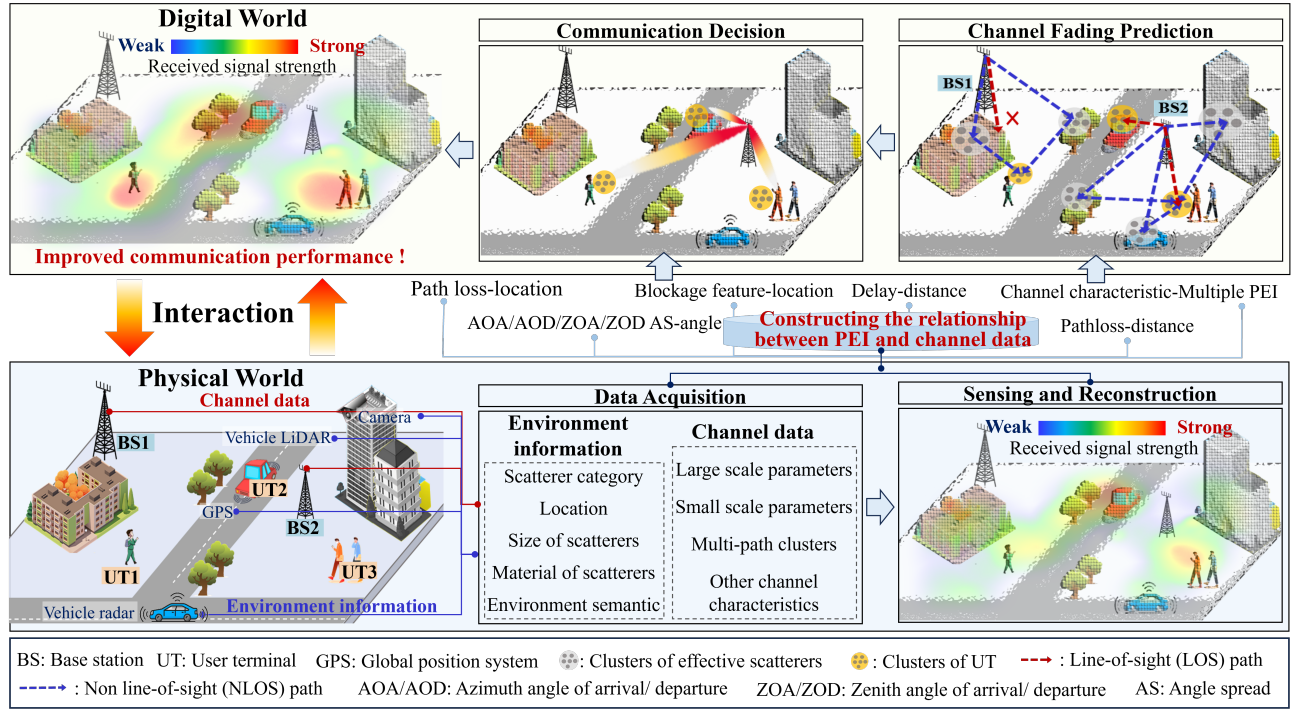 Digital World
Weak Strong
Received signal strength
Improved communication performance !
Communication Decision
Channel Fading Prediction
BS1
BS2
Interaction
Path loss-location
Blockage feature-location
Delay-distance
Channel characteristic-Multiple PEI
AOA/AOD/ZOA/ZOD AS-angle
Constructing the relationship
between PEI and channel data
Pathloss-distance
Physical World
Channel data
Camera
BS1
Vehicle LiDAR
UT2
GPS
BS2
UT1
UT3
Vehicle radar
Environment information
Data Acquisition
Environment
information
Scatterer category
Location
Size of scatterers
Material of scatterers
Environment semantic
Channel data
Large scale parameters
Small scale parameters
Multi-path clusters
Other channel
characteristics
Sensing and Reconstruction
Weak Strong
Received signal strength
BS: Base station UT: User terminal GPS: Global position system : Clusters of effective scatterers : Clusters of UT : Line-of-sight (LOS) path
: Non line-of-sight (NLOS) path AOA/AOD: Azimuth angle of arrival/ departure ZOA/ZOD: Zenith angle of arrival/ departure AS: Angle spread